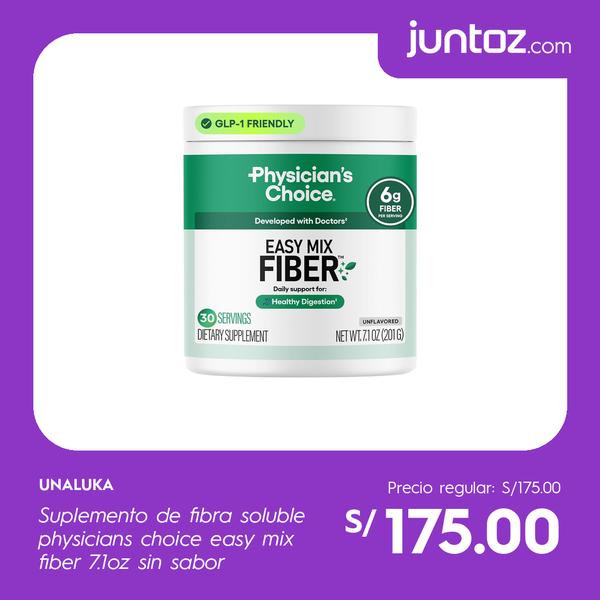 juntoz.com
GLP-1 FRIENDLY
Physician's
Choice.
6g
FIBER
PER SERVING
Developed with Doctors‡
EASY MIX
FIBER™
Daily support for:
Healthy Digestion†
UNFLAVORED
30 SERVINGS
DIETARY SUPPLEMENT
NET WT. 7.1 OZ (201 G)
UNALUKA
Suplemento de fibra soluble
physicians choice easy mix
fiber 7.1oz sin sabor
Precio regular: S/175.00
S/ 175.00